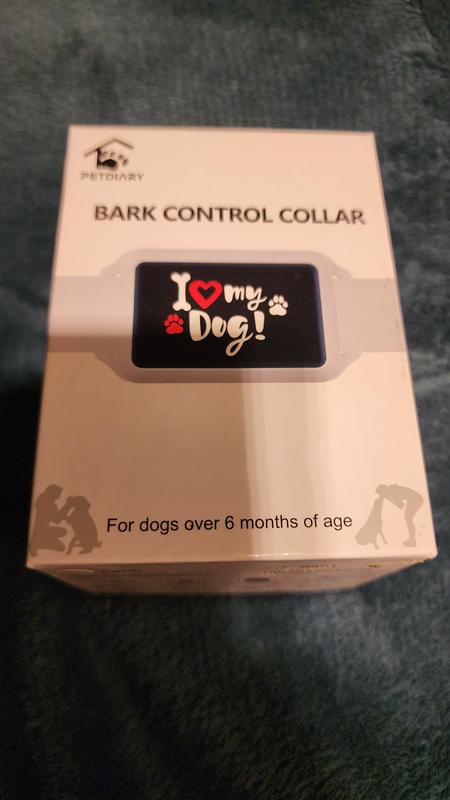 PETDIARY
BARK CONTROL COLLAR
I my
Dog!
For dogs over 6 months of age